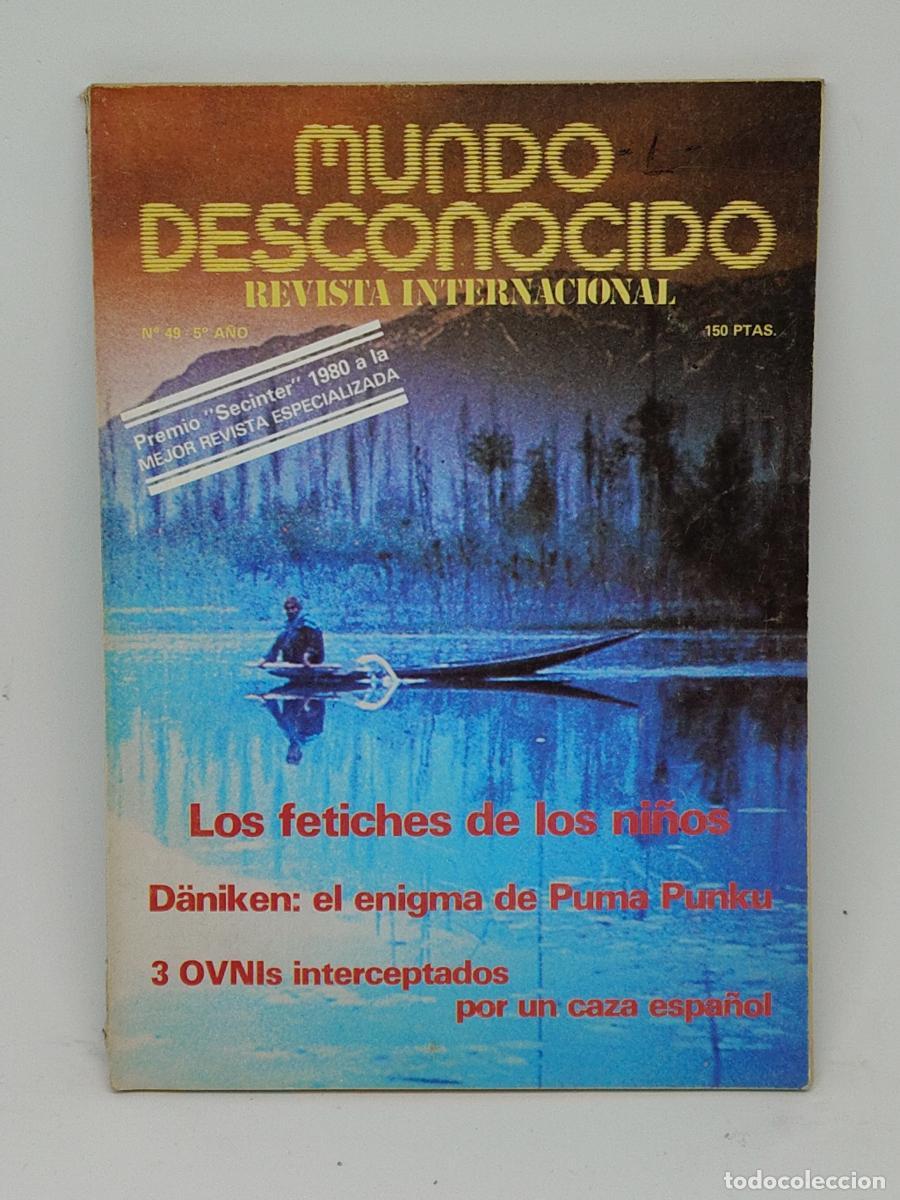 MUNDO
DESCONOCIDO
REVISTA INTERNACIONAL
Nº 49 - 5º AÑO
150 PTAS.
Premio "Secinter" 1980 a la
MEJOR REVISTA ESPECIALIZADA
Los fetiches de los niños
Däniken: el enigma de Puma Punku
3 OVNIs interceptados
por un caza español
todocoleccion